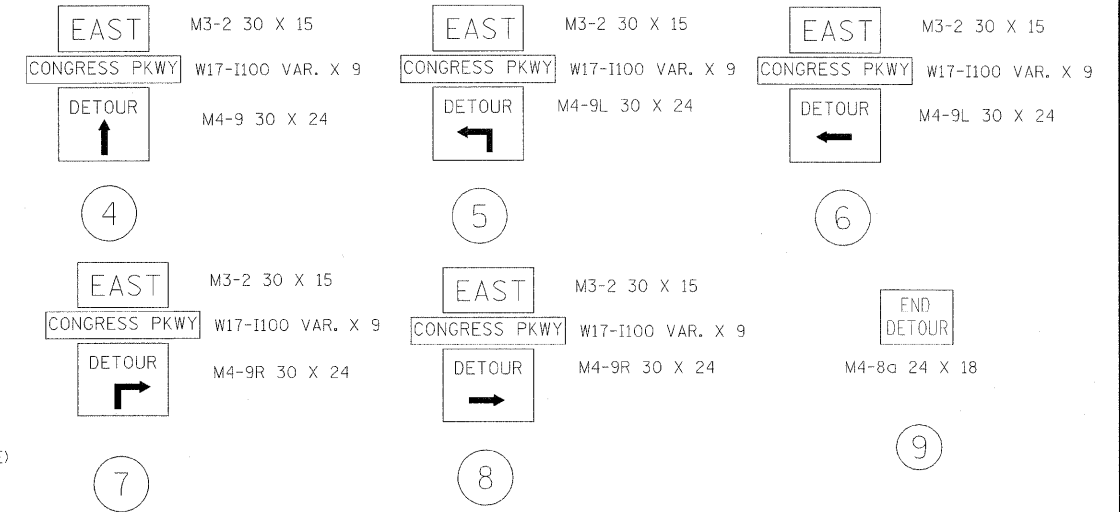 EAST M3-2 30 X 15
CONGRESS PKWY W17-I100 VAR. X 9
DETOUR M4-9 30 X 24
4
EAST M3-2 30 X 15
CONGRESS PKWY W17-I100 VAR. X 9
DETOUR M4-9L 30 X 24
5
EAST M3-2 30 X 15
CONGRESS PKWY W17-I100 VAR. X 9
DETOUR M4-9L 30 X 24
6
EAST M3-2 30 X 15
CONGRESS PKWY W17-I100 VAR. X 9
DETOUR M4-9R 30 X 24
7
EAST M3-2 30 X 15
CONGRESS PKWY W17-I100 VAR. X 9
DETOUR M4-9R 30 X 24
8
END
DETOUR
M4-8a 24 X 18
9